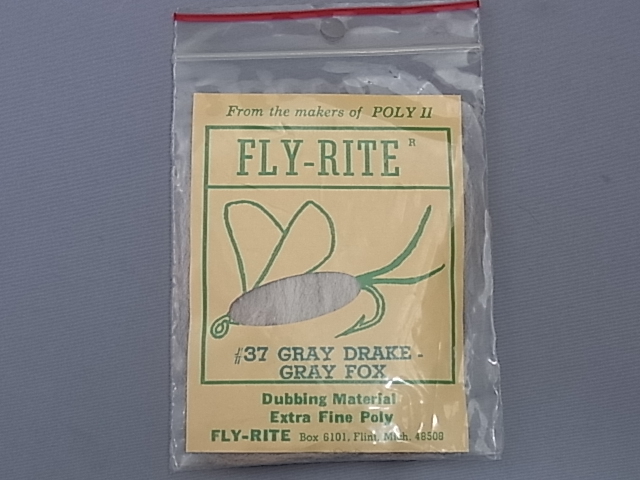 From the makers of POLY II
FLY-RITE R
#37 GRAY DRAKE-
GRAY FOX
Dubbing Material
Extra Fine Poly
FLY-RITE Box 6101, Flint, Mich. 48508